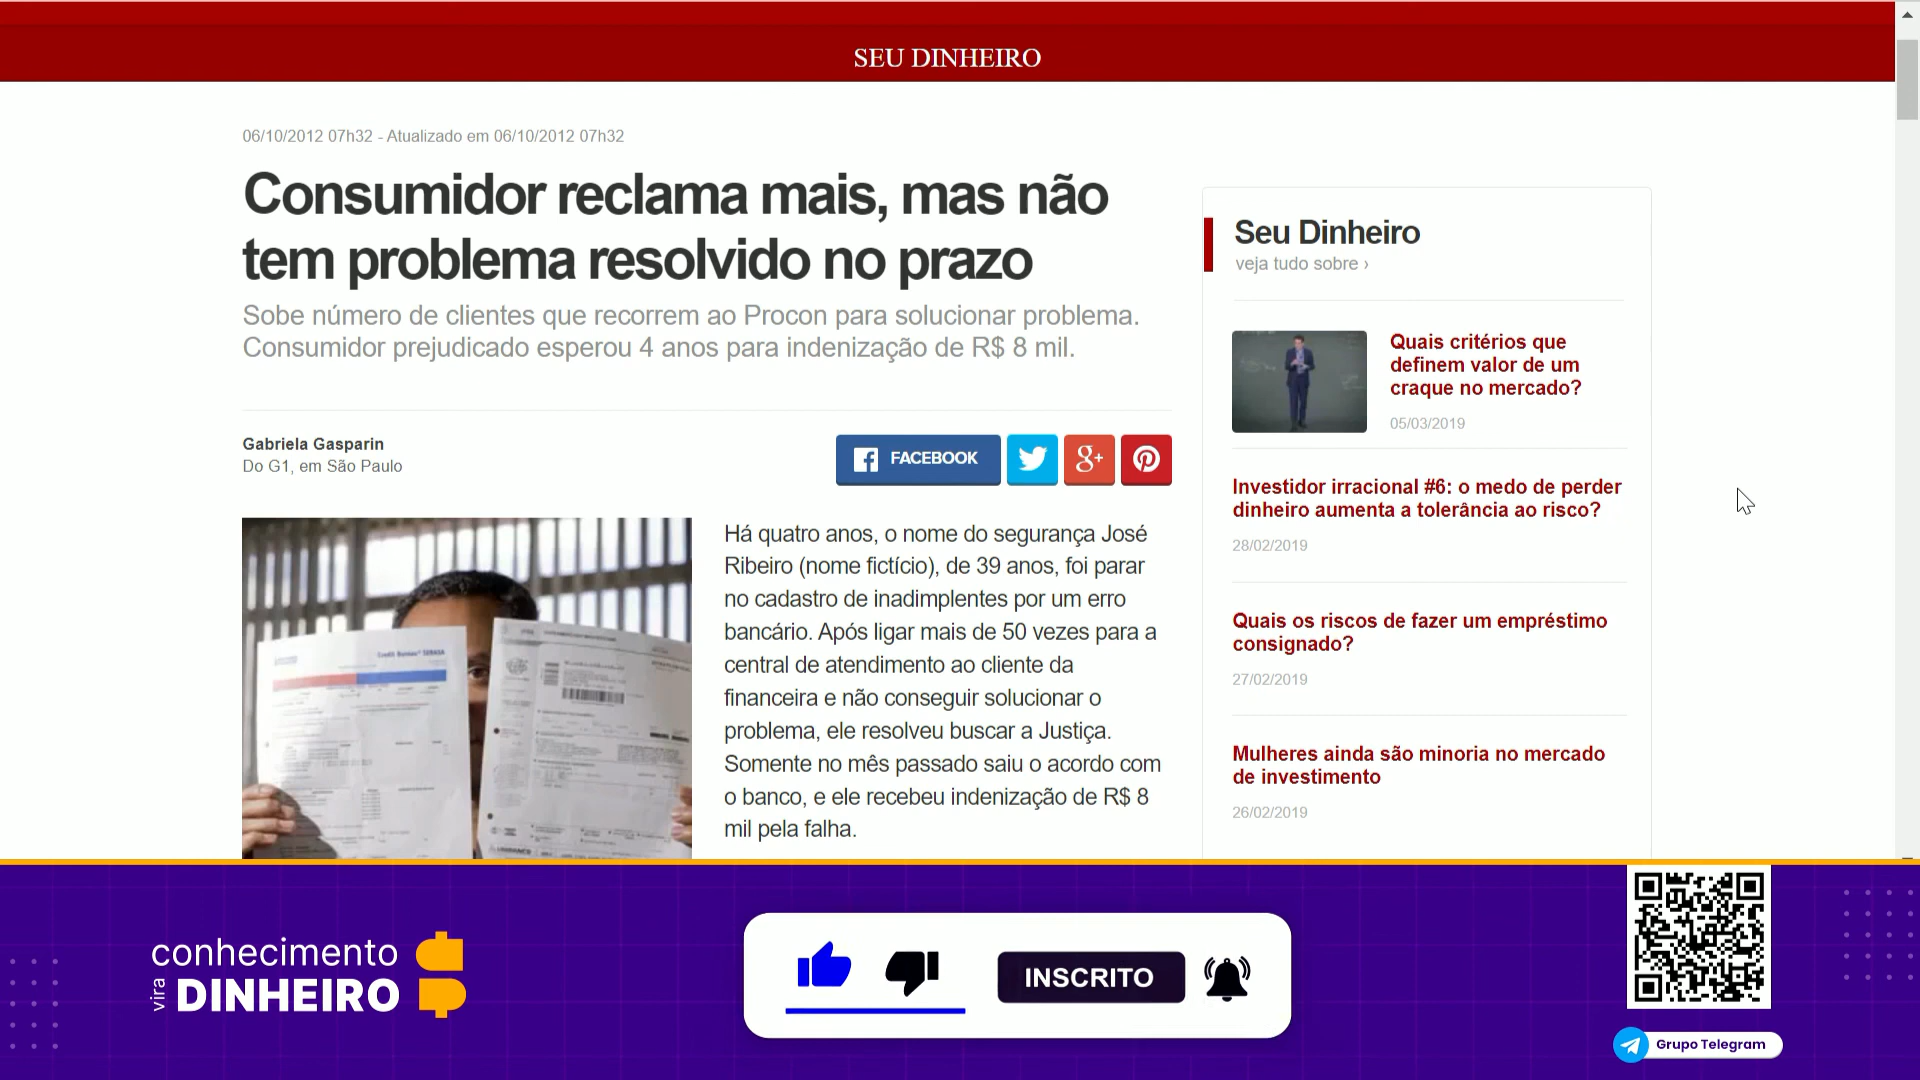 SEU DINHEIRO
06/10/2012 07h32 - Atualizado em 06/10/2012 07h32
Consumidor reclama mais, mas não
tem problema resolvido no prazo
Sobe número de clientes que recorrem ao Procon para solucionar problema.
Consumidor prejudicado esperou 4 anos para indenização de R$ 8 mil.
Gabriela Gasparin
Do G1, em São Paulo
FACEBOOK
g+
Há quatro anos, o nome do segurança José
Ribeiro (nome fictício), de 39 anos, foi parar
no cadastro de inadimplentes por um erro
bancário. Após ligar mais de 50 vezes para a
central de atendimento ao cliente da
financeira e não conseguir solucionar o
problema, ele resolveu buscar a Justiça.
Somente no mês passado saiu o acordo com
o banco, e ele recebeu indenização de R$ 8
mil pela falha.
Seu Dinheiro
veja tudo sobre ›
Quais critérios que
definem valor de um
craque no mercado?
05/03/2019
Investidor irracional #6: o medo de perder
dinheiro aumenta a tolerância ao risco?
28/02/2019
Quais os riscos de fazer um empréstimo
consignado?
27/02/2019
Mulheres ainda são minoria no mercado
de investimento
26/02/2019
conhecimento
vira DINHEIRO
INSCRITO
Grupo Telegram